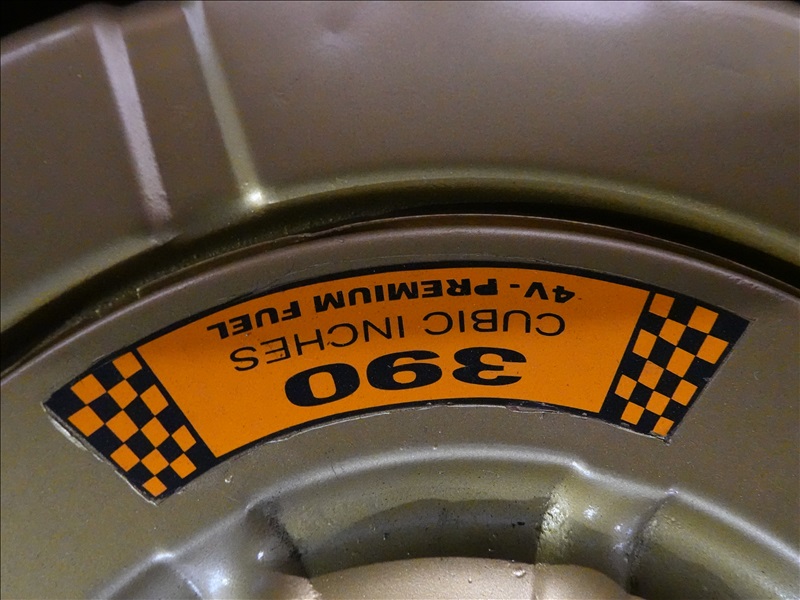 390
CUBIC INCHES
4V - PREMIUM FUEL